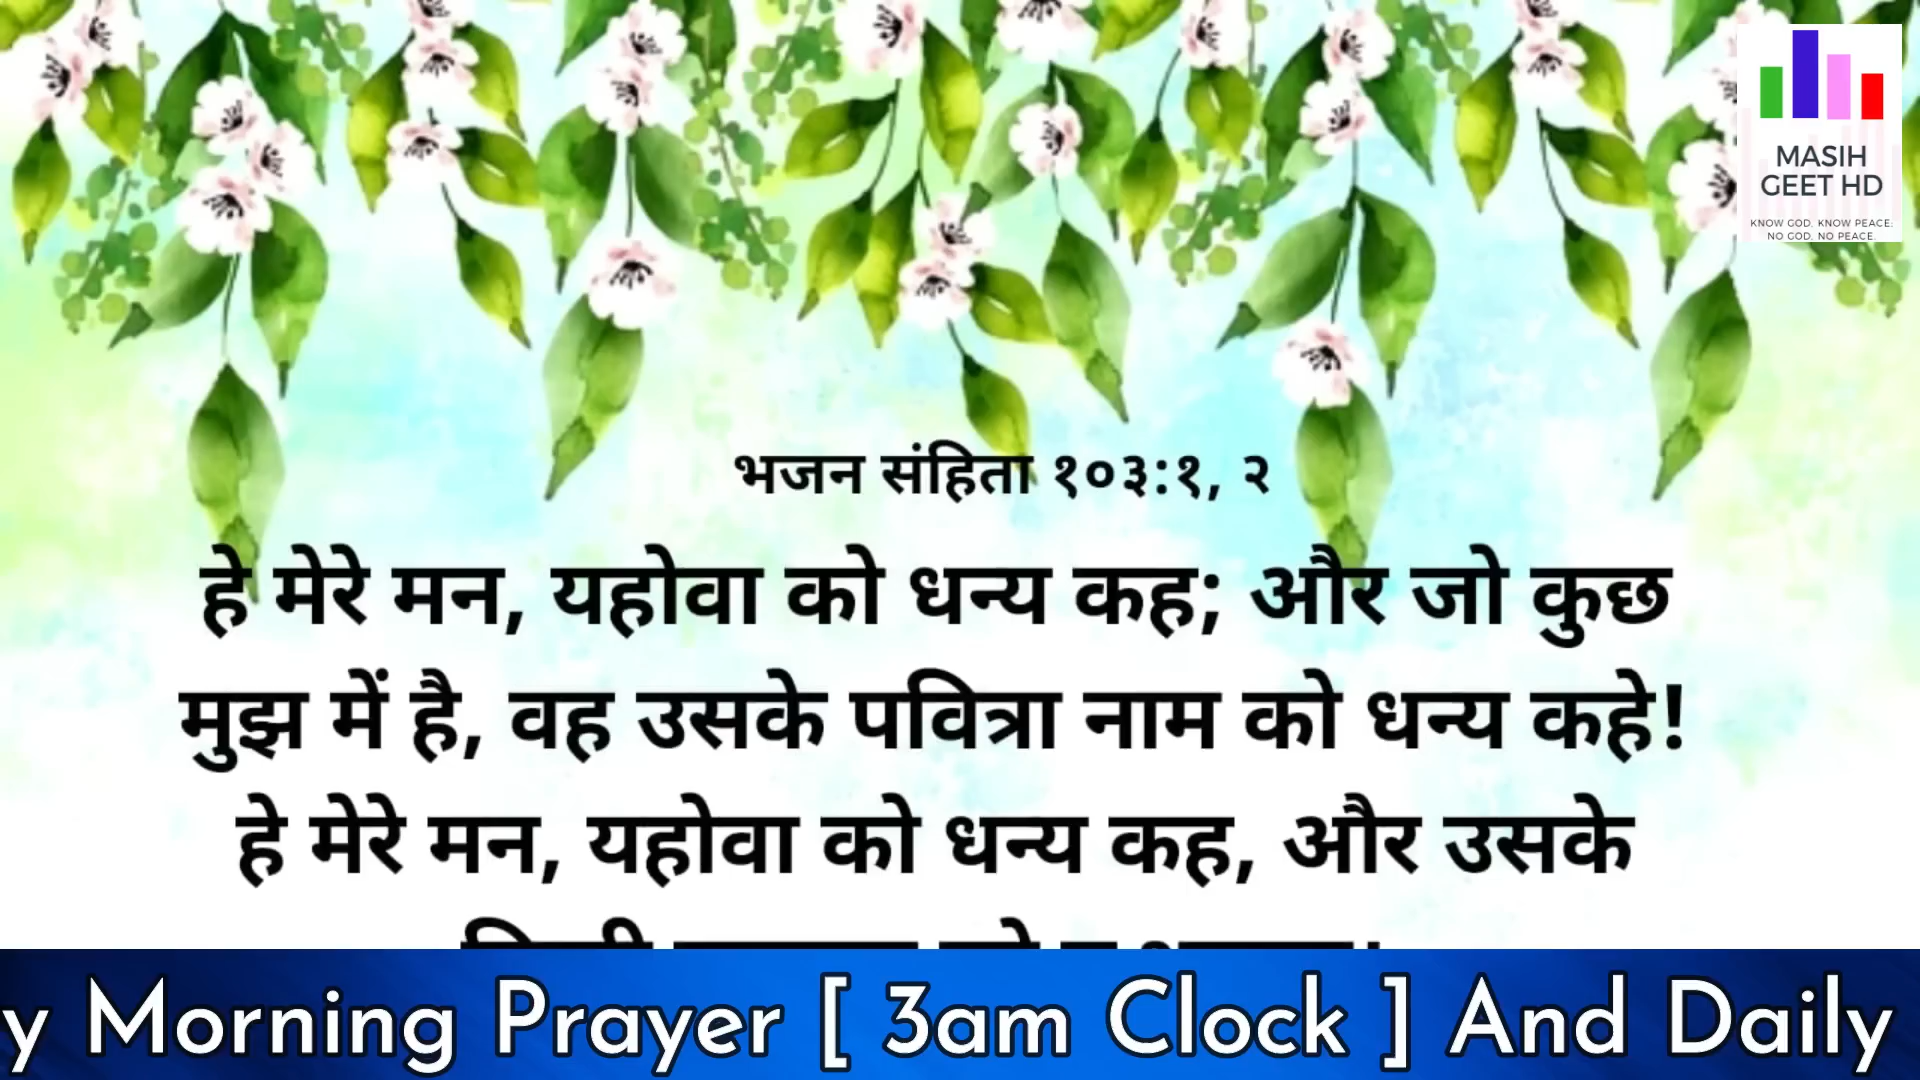 MASIH
GEET HD
KNOW GOD. KNOW PEACE:
NO GOD. NO PEACE.
भजन संहिता १०३:१, २
हे मेरे मन, यहोवा को धन्य कह; और जो कुछ
मुझ में है, वह उसके पवित्रा नाम को धन्य कहे!
हे मेरे मन, यहोवा को धन्य कह, और उसके
y Morning Prayer [ 3am Clock ] And Daily